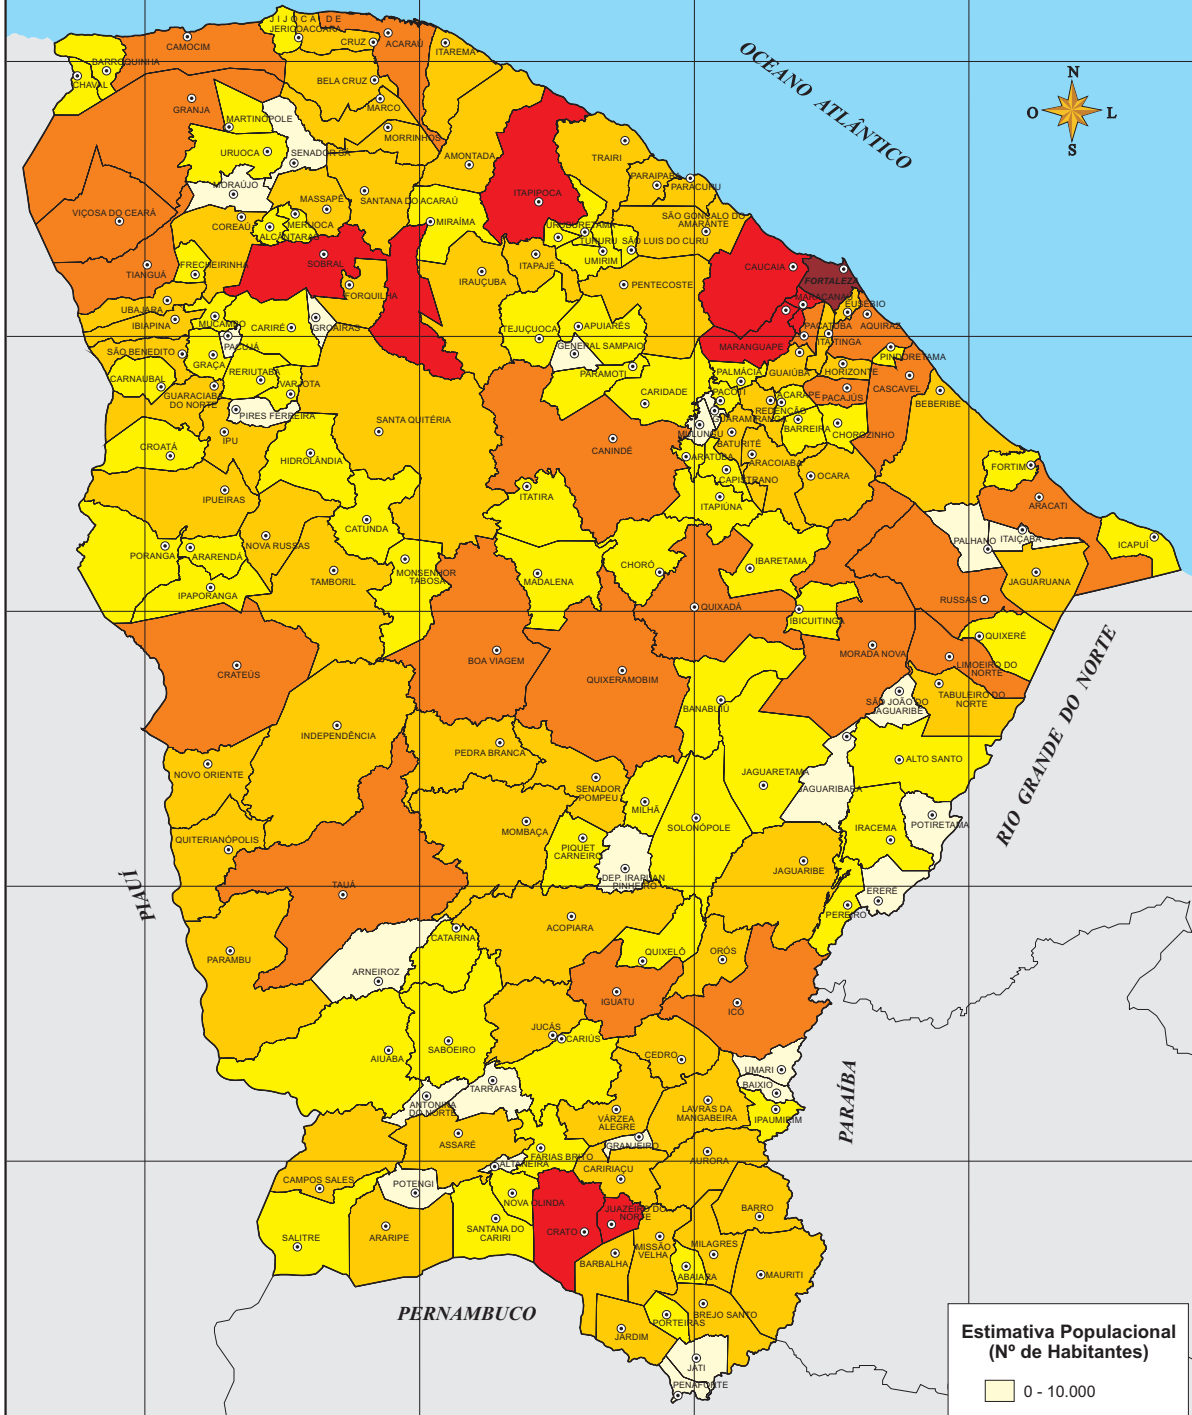 JIJOCA DE
JERICOACOARA
CRUZ
ACARAÚ
ITAREMA
CAMOCIM
BARROQUINHA
CHAVAL
BELA CRUZ
MARCO
GRANJA
MARTINÓPOLE
MORRINHOS
URUOCA
SENADOR SÁ
AMONTADA
TRAIRI
MORAÚJO
ITAPIPOCA
PARAIPABA
PARACURU
MASSAPÊ
SANTANA DO ACARAÚ
VIÇOSA DO CEARÁ
COREAÚ
MERUOCA
ALCÂNTARAS
MIRAÍMA
URUBURETAMA
TURURU
SÃO LUIS DO CURU
SÃO GONÇALO DO
AMARANTE
UMIRIM
TIANGUÁ
FRECHEIRINHA
SOBRAL
IRAUÇUBA
ITAPAJÉ
CAUCAIA
FORTALEZA
FORQUILHA
PENTECOSTE
MARACANAÚ
EUSÉBIO
UBAJARA
IBIAPINA
MUCAMBO
CARIRÉ
GROAÍRAS
TEJUÇUOCA
APUIARÉS
PACATUBA
AQUIRAZ
ITAITINGA
PACUJÁ
GENERAL SAMPAIO
MARANGUAPE
SÃO BENEDITO
GRAÇA
PINDORETAMA
RERIUTABA
PARAMOTI
PALMÁCIA
GUAIÚBA
HORIZONTE
CARNAUBAL
GUARACIABA
DO NORTE
VARJOTA
CARIDADE
PACOTI
ACARAPE
PACAJÚS
CASCAVEL
BEBERIBE
REDENÇÃO
PIRES FERREIRA
SANTA QUITÉRIA
GUARAMIRANGA
BARREIRA
CHOROZINHO
MULUNGU
CROATÁ
IPU
CANINDÉ
BATURITÉ
ARATUBA
ARACOIABA
HIDROLÂNDIA
CAPISTRANO
OCARA
FORTIM
IPUEIRAS
ITATIRA
ITAPIÚNA
ARACATI
CATUNDA
NOVA RUSSAS
PALHANO
ITAIÇABA
ICAPUÍ
PORANGA
ARARENDÁ
MONSENHOR
TABOSA
MADALENA
CHORÓ
IBARETAMA
TAMBORIL
JAGUARUANA
IPAPORANGA
RUSSAS
QUIXADÁ
IBICUITINGA
QUIXERÉ
BOA VIAGEM
MORADA NOVA
LIMOEIRO DO
NORTE
CRATEÚS
QUIXERAMOBIM
TABULEIRO DO
NORTE
SÃO JOÃO DO
JAGUARIBE
BANABUIÚ
INDEPENDÊNCIA
PEDRA BRANCA
ALTO SANTO
NOVO ORIENTE
JAGUARETAMA
JAGUARIBARA
SENADOR
POMPEU
MILHÃ
SOLONÓPOLE
POTIRETAMA
IRACEMA
MOMBAÇA
QUITERIANÓPOLIS
PIQUET
CARNEIRO
DEP. IRAPUAN
PINHEIRO
JAGUARIBE
TAUÁ
ERERÊ
PEREIRO
ACOPIARA
CATARINA
QUIXELÔ
ORÓS
PARAMBU
ARNEIROZ
IGUATU
ICÓ
JUCÁS
CARIÚS
SABOEIRO
AIUABA
CEDRO
UMARI
BAIXIO
TARRAFAS
ANTONINA
DO NORTE
LAVRAS DA
MANGABEIRA
IPAUMIRIM
VÁRZEA
ALEGRE
ASSARÉ
GRANJEIRO
FARIAS BRITO
AURORA
ALTANEIRA
CARIRIAÇU
CAMPOS SALES
POTENGI
NOVA OLINDA
JUAZEIRO DO
NORTE
BARRO
SALITRE
ARARIPE
SANTANA DO
CARIRI
CRATO
MISSÃO
VELHA
MILAGRES
BARBALHA
ABAIARA
MAURITI
PORTEIRAS
BREJO SANTO
JARDIM
JATI
PENAFORTE
OCEANO ATLÂNTICO
N
O
L
S
RIO GRANDE DO NORTE
PIAUÍ
PARAÍBA
PERNAMBUCO
Estimativa Populacional
(Nº de Habitantes)
0 - 10.000